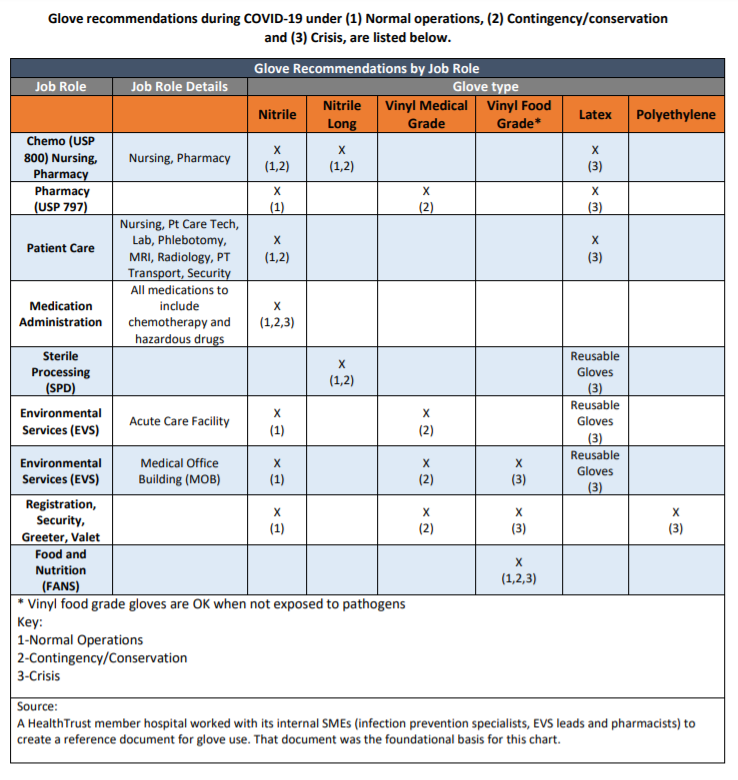 Glove recommendations during COVID-19 under (1) Normal operations, (2) Contingency/conservation
and (3) Crisis, are listed below.
Glove Recommendations by Job Role
Job Role Job Role Details Glove type
Nitrile Nitrile Long Vinyl Medical Grade Vinyl Food Grade* Latex Polyethylene
Chemo (USP 800) Nursing, Pharmacy Nursing, Pharmacy X (1,2) X (1,2) X (3)
Pharmacy (USP 797) X (1) X (2) X (3)
Patient Care Nursing, Pt Care Tech, Lab, Phlebotomy, MRI, Radiology, PT Transport, Security X (1,2) X (3)
Medication Administration All medications to include chemotherapy and hazardous drugs X (1,2,3)
Sterile Processing (SPD) X (1,2) Reusable Gloves (3)
Environmental Services (EVS) Acute Care Facility X (1) X (2) Reusable Gloves (3)
Environmental Services (EVS) Medical Office Building (MOB) X (1) X (2) X (3) Reusable Gloves (3)
Registration, Security, Greeter, Valet X (1) X (2) X (3) X (3)
Food and Nutrition (FANS) X (1,2,3)
* Vinyl food grade gloves are OK when not exposed to pathogens
Key:
1-Normal Operations
2-Contingency/Conservation
3-Crisis
Source:
A HealthTrust member hospital worked with its internal SMEs (infection prevention specialists, EVS leads and pharmacists) to
create a reference document for glove use. That document was the foundational basis for this chart.